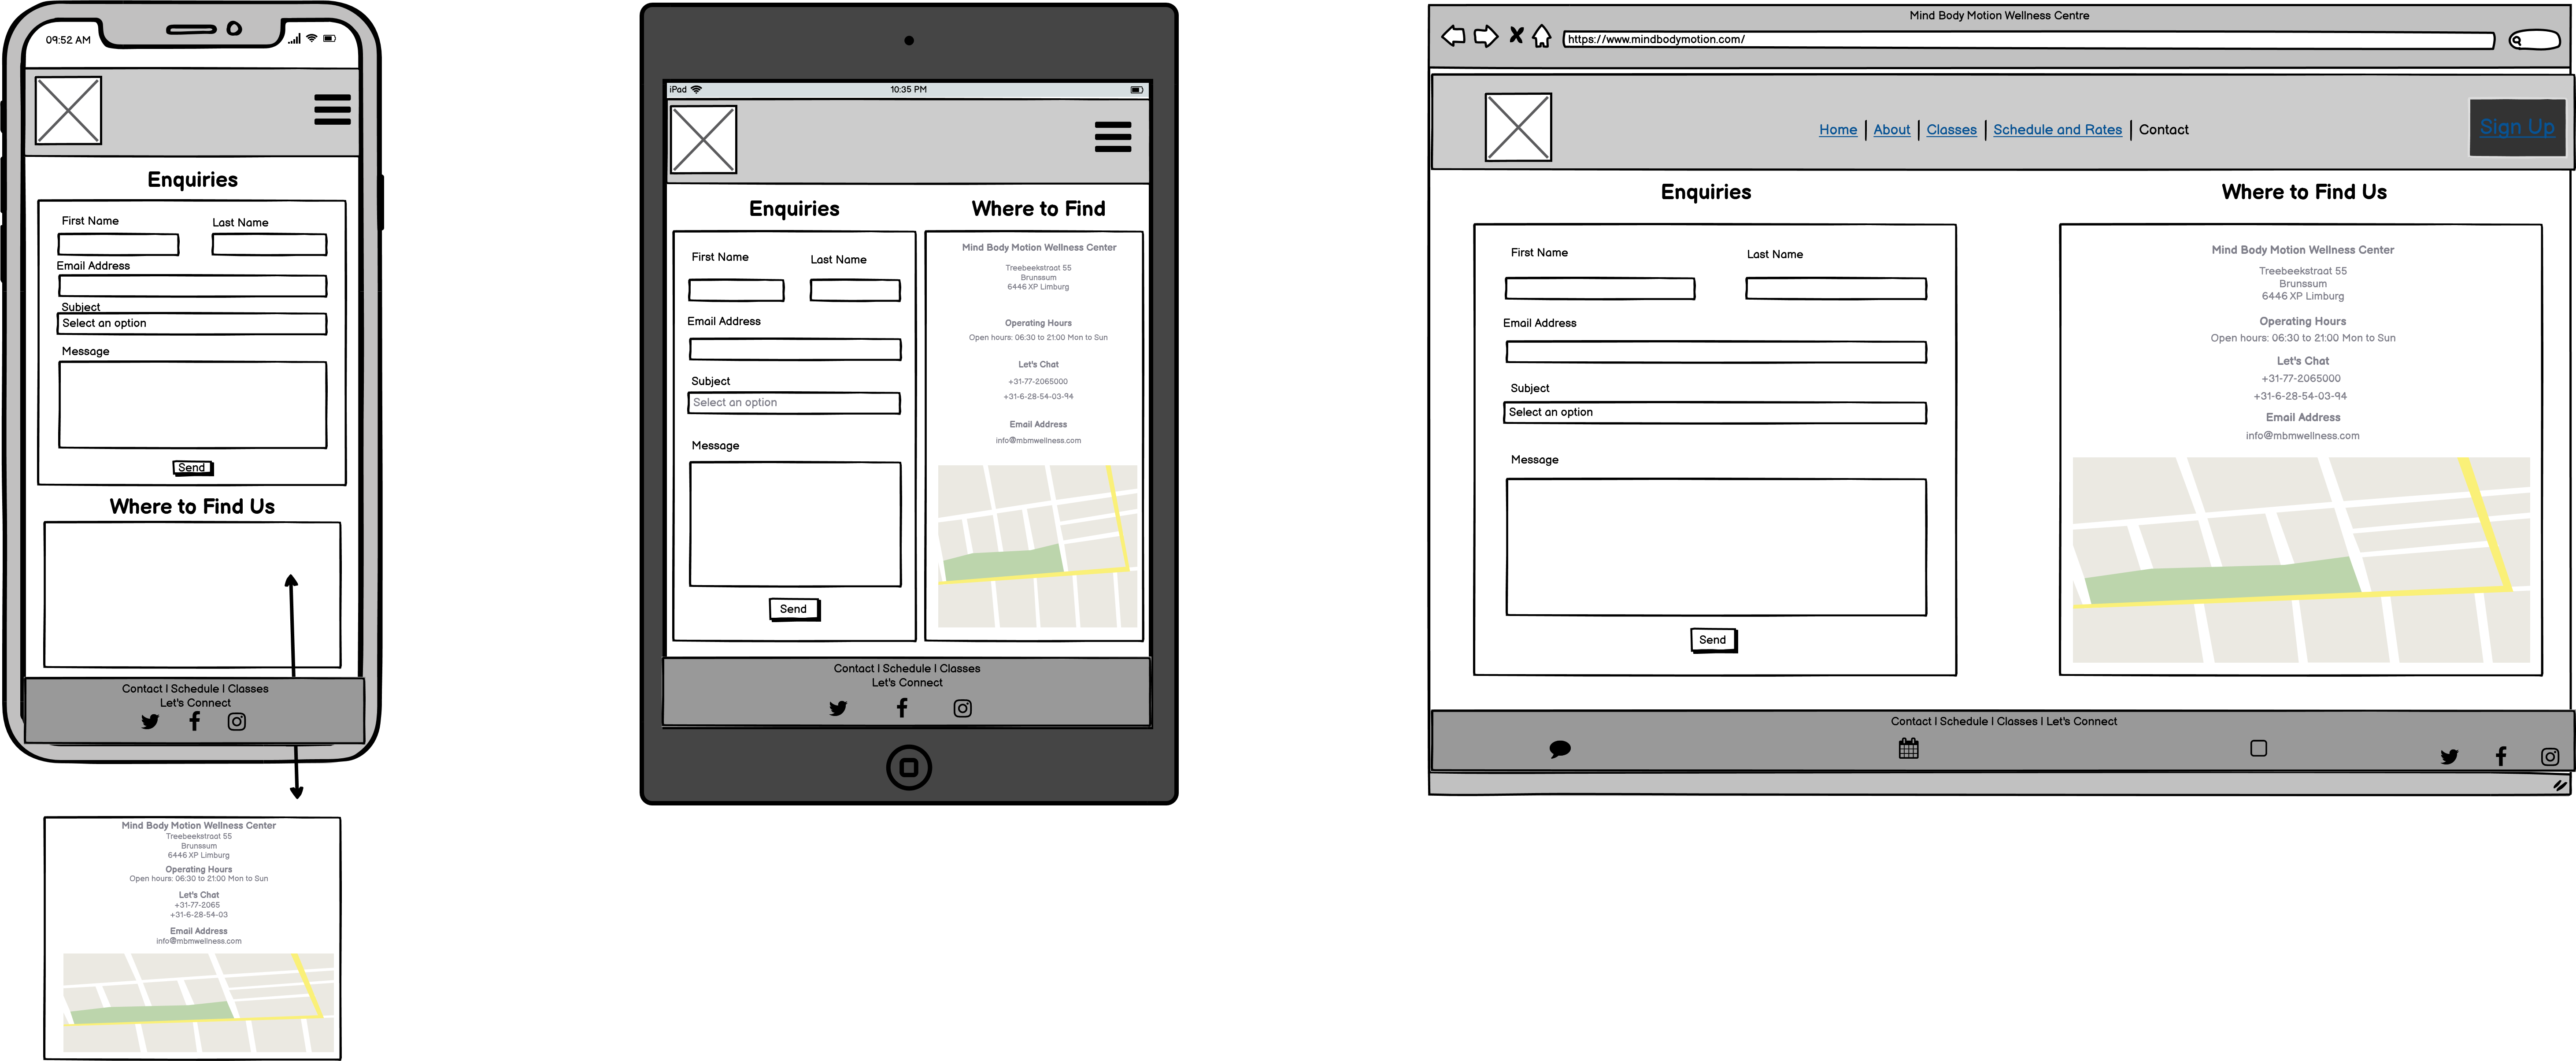 09:52 AM
Enquiries
First Name
Last Name
Email Address
Subject
Select an option
Message
Send
Where to Find Us
Contact | Schedule | Classes
Let's Connect
Mind Body Motion Wellness Center
Treebeekstraat 55
Brunssum
6446 XP Limburg
Operating Hours
Open hours: 06:30 to 21:00 Mon to Sun
Let's Chat
+31-77-2065
+31-6-28-54-03
Email Address
info@mbmwellness.com
iPad
10:35 PM
Enquiries
First Name
Last Name
Email Address
Subject
Select an option
Message
Send
Where to Find
Mind Body Motion Wellness Center
Treebeekstraat 55
Brunssum
6446 XP Limburg
Operating Hours
Open hours: 06:30 to 21:00 Mon to Sun
Let's Chat
+31-77-2065000
+31-6-28-54-03-94
Email Address
info@mbmwellness.com
Contact | Schedule | Classes
Let's Connect
Mind Body Motion Wellness Centre
https://www.mindbodymotion.com/
Home | About | Classes | Schedule and Rates | Contact
Sign Up
Enquiries
First Name
Last Name
Email Address
Subject
Select an option
Message
Send
Where to Find Us
Mind Body Motion Wellness Center
Treebeekstraat 55
Brunssum
6446 XP Limburg
Operating Hours
Open hours: 06:30 to 21:00 Mon to Sun
Let's Chat
+31-77-2065000
+31-6-28-54-03-94
Email Address
info@mbmwellness.com
Contact | Schedule | Classes | Let's Connect